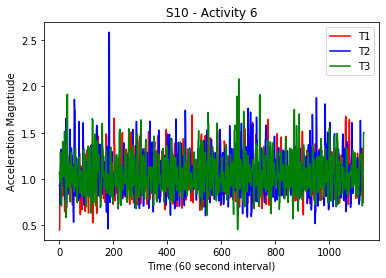 S10 - Activity 6
T1
T2
T3
2.5
2.0
1.5
1.0
0.5
Acceleration Magntiude
0
200
400
600
800
1000
Time (60 second interval)